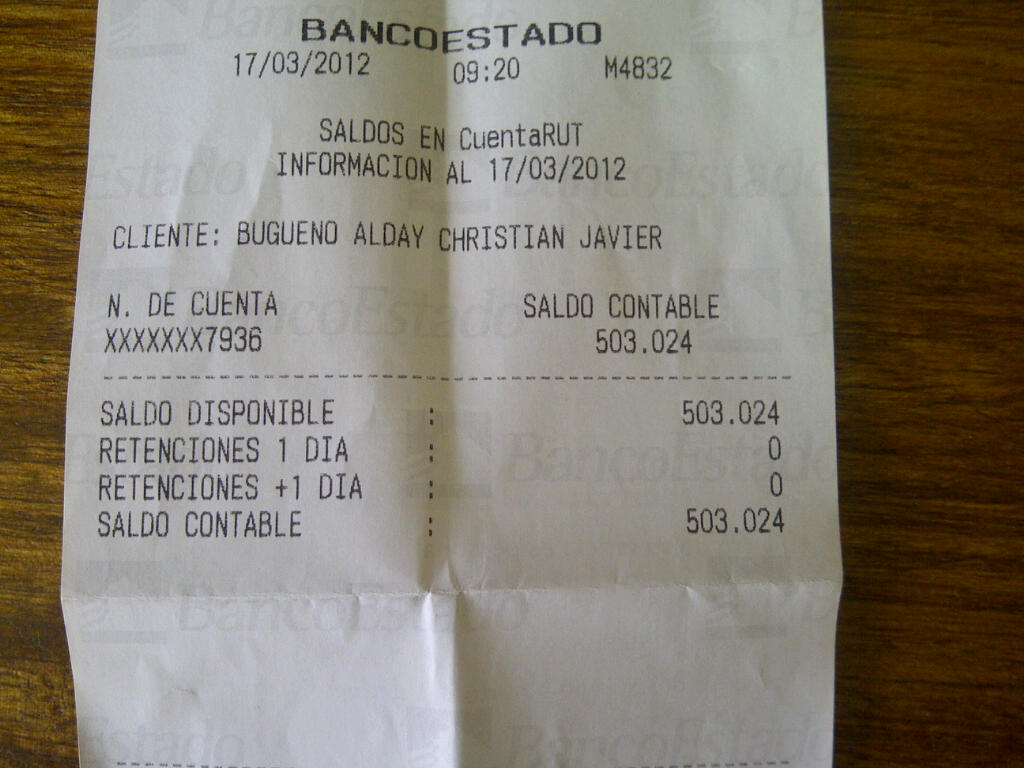 BANCOESTADO
17/03/2012 09:20 M4832
SALDOS EN CuentaRUT
INFORMACION AL 17/03/2012
CLIENTE: BUGUENO ALDAY CHRISTIAN JAVIER
N. DE CUENTA SALDO CONTABLE
XXXXXXX7936 503.024
SALDO DISPONIBLE : 503.024
RETENCIONES 1 DIA : 0
RETENCIONES +1 DIA : 0
SALDO CONTABLE : 503.024